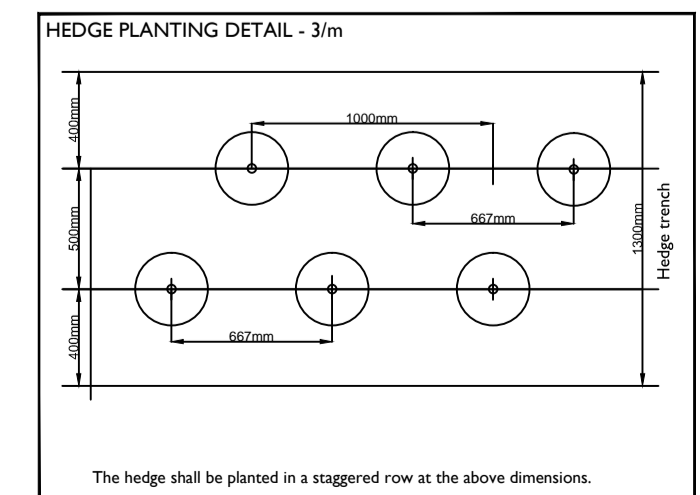 HEDGE PLANTING DETAIL - 3/m
400mm
1000mm
667mm
500mm
1300mm
Hedge trench
667mm
400mm
The hedge shall be planted in a staggered row at the above dimensions.